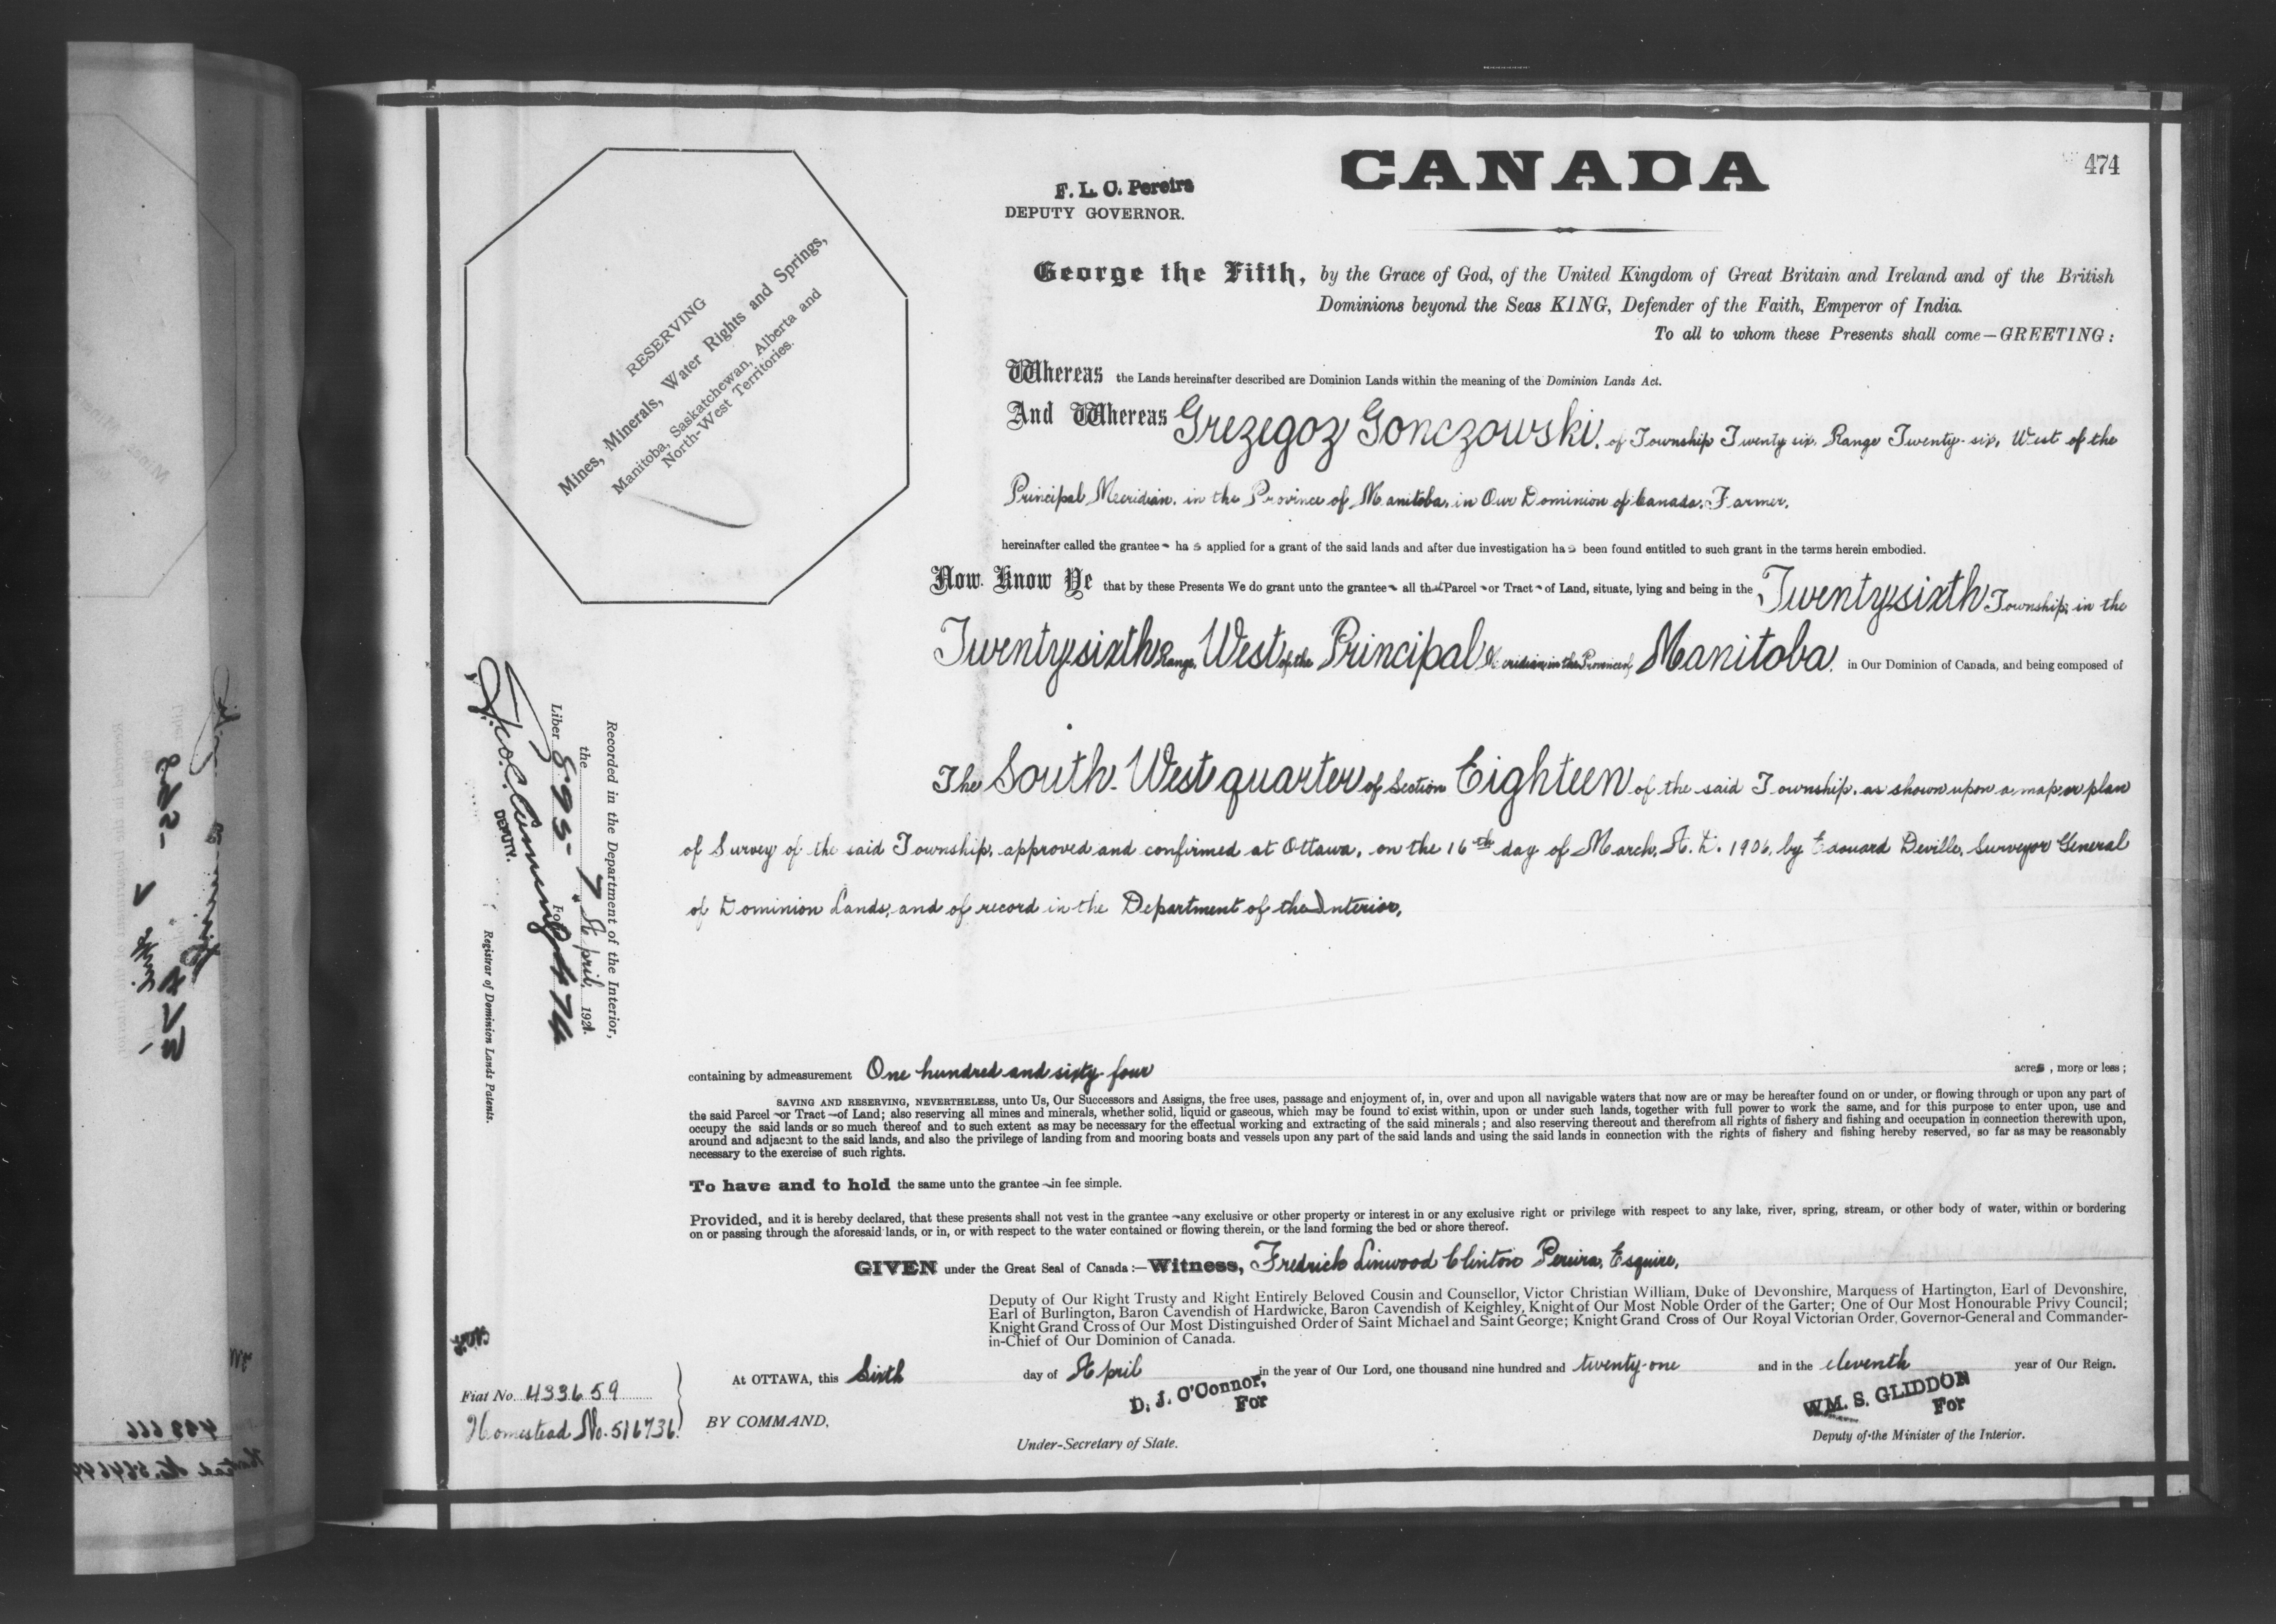 474
CANADA
F. L. C. Pereira
DEPUTY GOVERNOR.
RESERVING
Mines, Minerals, Water Rights and Springs,
Manitoba, Saskatchewan, Alberta and
North-West Territories.
George the Fifth, by the Grace of God, of the United Kingdom of Great Britain and Ireland and of the British
Dominions beyond the Seas KING, Defender of the Faith, Emperor of India.
To all to whom these Presents shall come—GREETING:
Whereas the Lands hereinafter described are Dominion Lands within the meaning of the Dominion Lands Act.
And Whereas Grezegoz Gonczowski, of Township Twenty six, Range Twenty-six, West of the
Principal Meridian, in the Province of Manitoba, in Our Dominion of Canada, Farmer,
hereinafter called the grantee has applied for a grant of the said lands and after due investigation has been found entitled to such grant in the terms herein embodied.
Now Know Ye that by these Presents We do grant unto the grantee all that Parcel or Tract of Land, situate, lying and being in the Twenty-sixth Township, in the
Twenty-sixth Range, West of the Principal Meridian, in the Province of Manitoba, in Our Dominion of Canada, and being composed of
The South-West quarter of Section Eighteen of the said Township, as shown upon a map or plan
of Survey of the said Township, approved and confirmed at Ottawa, on the 16th day of March, A.D. 1906, by Edouard Deville, Surveyor General
of Dominion Lands, and of record in the Department of the Interior,
Recorded in the Department of the Interior,
the 7 April, 1921.
Liber 595- Fol. 474
DEPUTY.
Registrar of Dominion Lands Patents.
containing by admeasurement One hundred and sixty-four acres, more or less;
SAVING AND RESERVING, NEVERTHELESS, unto Us, Our Successors and Assigns, the free uses, passage and enjoyment of, in, over and upon all navigable waters that now are or may be hereafter found on or under, or flowing through or upon any part of
the said Parcel or Tract of Land; also reserving all mines and minerals, whether solid, liquid or gaseous, which may be found to exist within, upon or under such lands, together with full power to work the same, and for this purpose to enter upon, use and
occupy the said lands or so much thereof and to such extent as may be necessary for the effectual working and extracting of the said minerals; and also reserving thereout and therefrom all rights of fishery and fishing and occupation in connection therewith upon,
around and adjacent to the said lands, and also the privilege of landing from and mooring boats and vessels upon any part of the said lands and using the said lands in connection with the rights of fishery and fishing hereby reserved, so far as may be reasonably
necessary to the exercise of such rights.
To have and to hold the same unto the grantee in fee simple.
Provided, and it is hereby declared, that these presents shall not vest in the grantee any exclusive or other property or interest in or any exclusive right or privilege with respect to any lake, river, spring, stream, or other body of water, within or bordering
on or passing through the aforesaid lands, or in, or with respect to the water contained or flowing therein, or the land forming the bed or shore thereof.
GIVEN under the Great Seal of Canada:—Witness, Fredrick Linwood Clinton Pereira, Esquire,
Deputy of Our Right Trusty and Right Entirely Beloved Cousin and Counsellor, Victor Christian William, Duke of Devonshire, Marquess of Hartington, Earl of Devonshire,
Earl of Burlington, Baron Cavendish of Hardwicke, Baron Cavendish of Keighley, Knight of Our Most Noble Order of the Garter; One of Our Most Honourable Privy Council;
Knight Grand Cross of Our Most Distinguished Order of Saint Michael and Saint George; Knight Grand Cross of Our Royal Victorian Order, Governor-General and Commander-
in-Chief of Our Dominion of Canada.
At OTTAWA, this Sixth day of April in the year of Our Lord, one thousand nine hundred and twenty-one and in the eleventh year of Our Reign.
Fiat No. 433659
Homestead No. 516736
BY COMMAND,
D. J. O'Connor,
For
Under-Secretary of State.
WM. S. GLIDDON
For
Deputy of the Minister of the Interior.